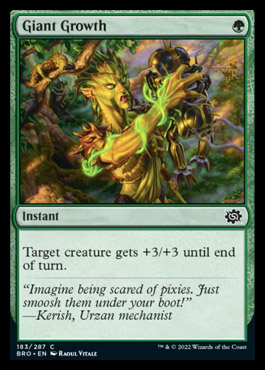 Giant Growth
Instant
Target creature gets +3/+3 until end
of turn.
“Imagine being scared of pixies. Just
smoosh them under your boot!”
—Kerish, Urzan mechanist
183/287 C
BRO • EN Raoul Vitale
™ & © 2022 Wizards of the Coast